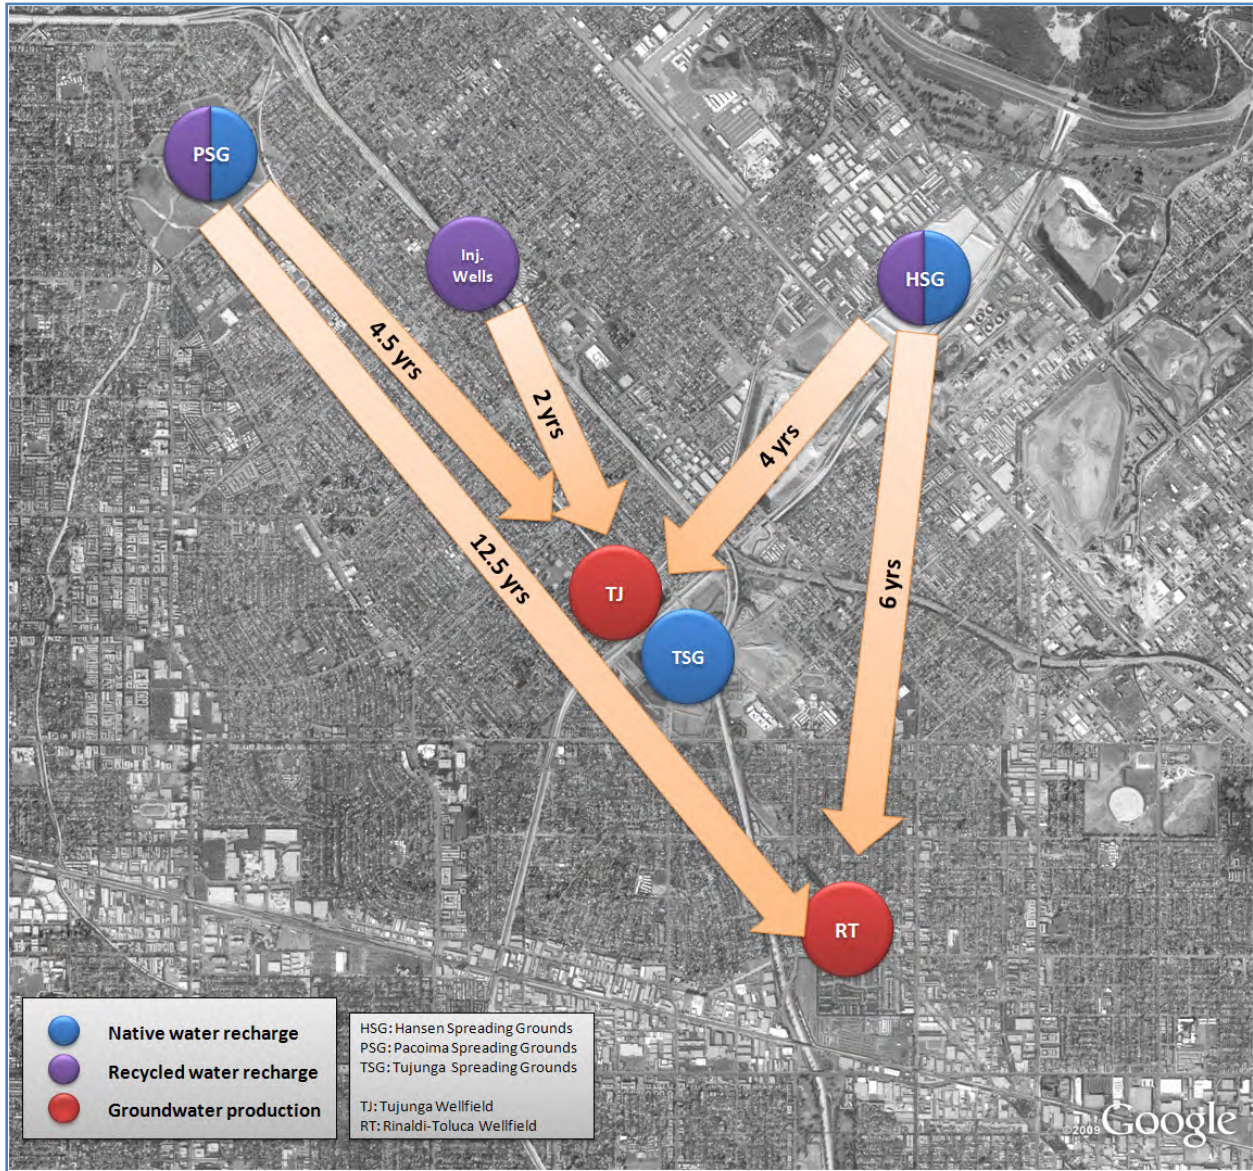 PSG
Inj.
Wells
HSG
4.5 yrs
2 yrs
4 yrs
12.5 yrs
6 yrs
TJ
TSG
RT
Native water recharge
Recycled water recharge
Groundwater production
HSG: Hansen Spreading Grounds
PSG: Pacoima Spreading Grounds
TSG: Tujunga Spreading Grounds
TJ: Tujunga Wellfield
RT: Rinaldi-Toluca Wellfield
©2009 Google